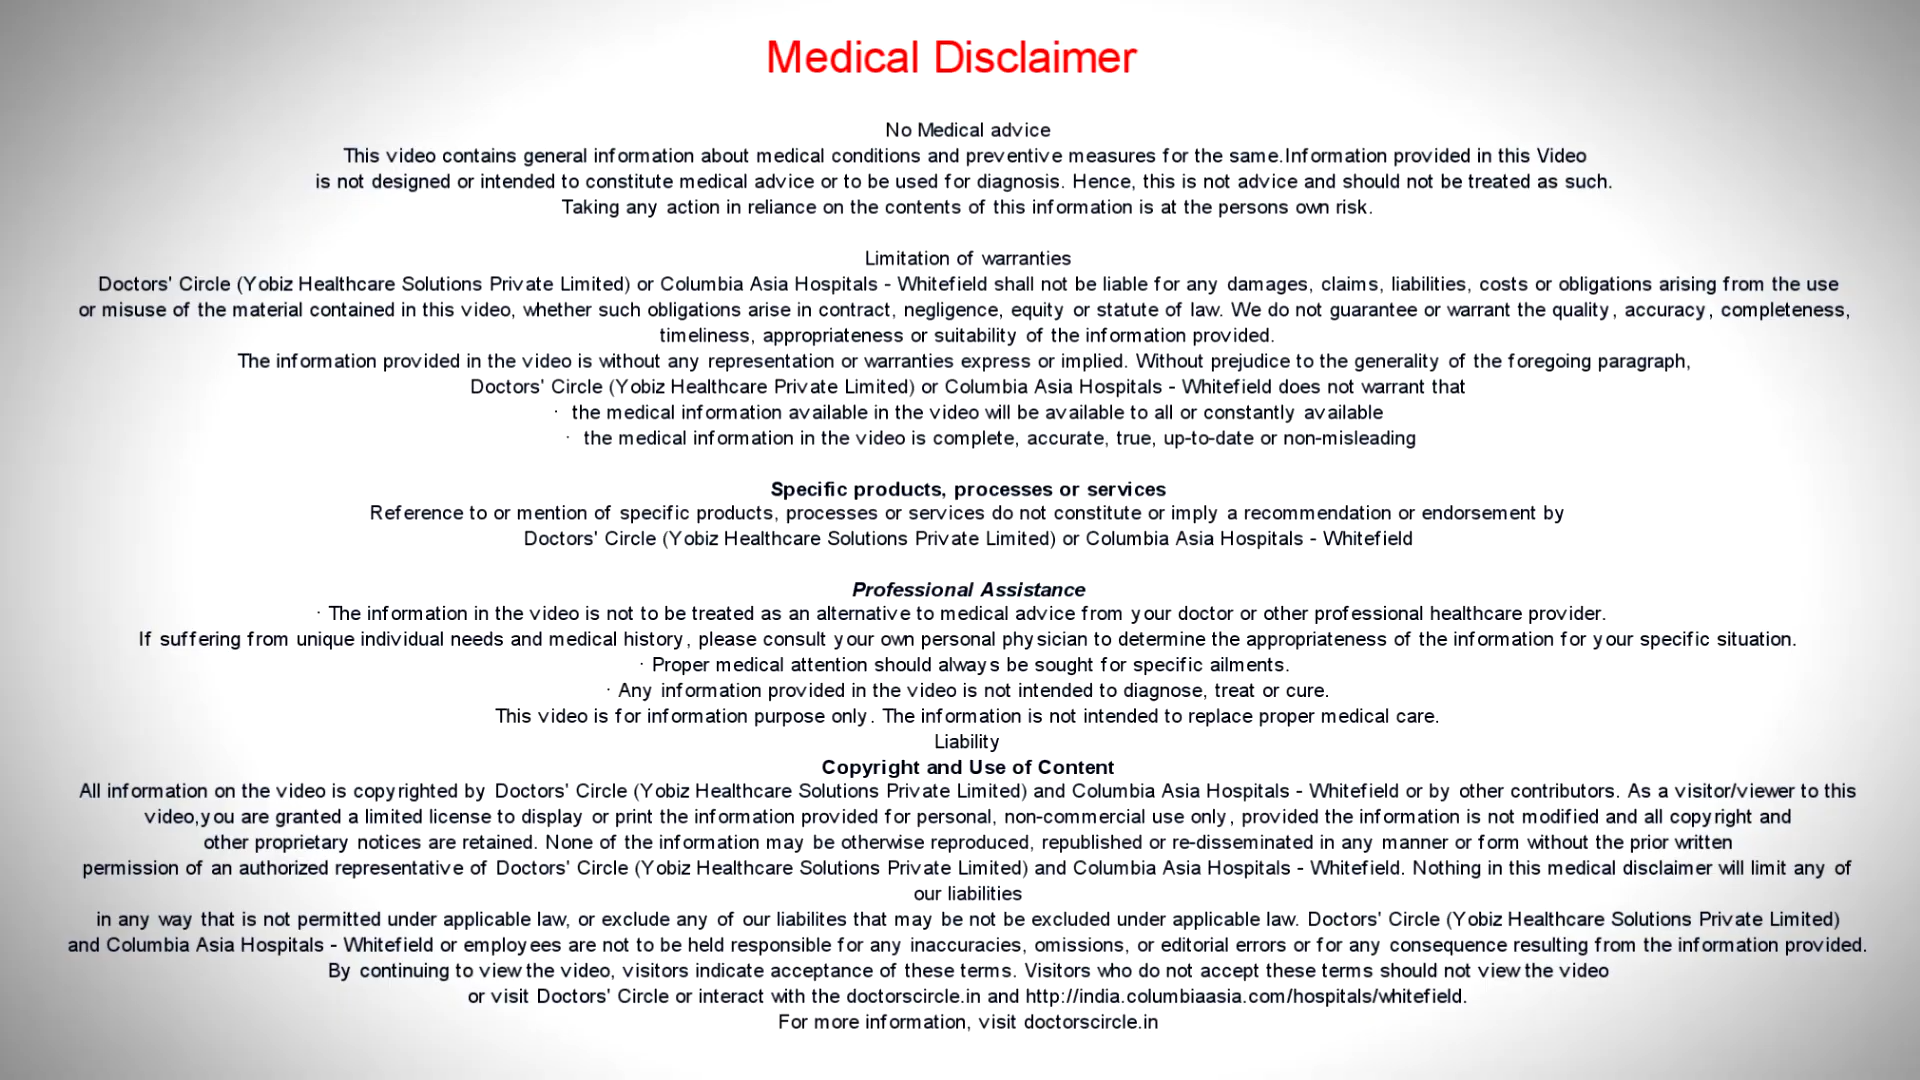 Medical Disclaimer
No Medical advice
This video contains general information about medical conditions and preventive measures for the same.Information provided in this Video
is not designed or intended to constitute medical advice or to be used for diagnosis. Hence, this is not advice and should not be treated as such.
Taking any action in reliance on the contents of this information is at the persons own risk.
Limitation of warranties
Doctors' Circle (Yobiz Healthcare Solutions Private Limited) or Columbia Asia Hospitals - Whitefield shall not be liable for any damages, claims, liabilities, costs or obligations arising from the use
or misuse of the material contained in this video, whether such obligations arise in contract, negligence, equity or statute of law. We do not guarantee or warrant the quality, accuracy, completeness,
timeliness, appropriateness or suitability of the information provided.
The information provided in the video is without any representation or warranties express or implied. Without prejudice to the generality of the foregoing paragraph,
Doctors' Circle (Yobiz Healthcare Private Limited) or Columbia Asia Hospitals - Whitefield does not warrant that
· the medical information available in the video will be available to all or constantly available
· the medical information in the video is complete, accurate, true, up-to-date or non-misleading
Specific products, processes or services
Reference to or mention of specific products, processes or services do not constitute or imply a recommendation or endorsement by
Doctors' Circle (Yobiz Healthcare Solutions Private Limited) or Columbia Asia Hospitals - Whitefield
Professional Assistance
· The information in the video is not to be treated as an alternative to medical advice from your doctor or other professional healthcare provider.
If suffering from unique individual needs and medical history, please consult your own personal physician to determine the appropriateness of the information for your specific situation.
· Proper medical attention should always be sought for specific ailments.
· Any information provided in the video is not intended to diagnose, treat or cure.
This video is for information purpose only. The information is not intended to replace proper medical care.
Liability
Copyright and Use of Content
All information on the video is copyrighted by Doctors' Circle (Yobiz Healthcare Solutions Private Limited) and Columbia Asia Hospitals - Whitefield or by other contributors. As a visitor/viewer to this
video,you are granted a limited license to display or print the information provided for personal, non-commercial use only, provided the information is not modified and all copyright and
other proprietary notices are retained. None of the information may be otherwise reproduced, republished or re-disseminated in any manner or form without the prior written
permission of an authorized representative of Doctors' Circle (Yobiz Healthcare Solutions Private Limited) and Columbia Asia Hospitals - Whitefield. Nothing in this medical disclaimer will limit any of
our liabilities
in any way that is not permitted under applicable law, or exclude any of our liabilites that may be not be excluded under applicable law. Doctors' Circle (Yobiz Healthcare Solutions Private Limited)
and Columbia Asia Hospitals - Whitefield or employees are not to be held responsible for any inaccuracies, omissions, or editorial errors or for any consequence resulting from the information provided.
By continuing to view the video, visitors indicate acceptance of these terms. Visitors who do not accept these terms should not view the video
or visit Doctors' Circle or interact with the doctorscircle.in and http://india.columbiaasia.com/hospitals/whitefield.
For more information, visit doctorscircle.in